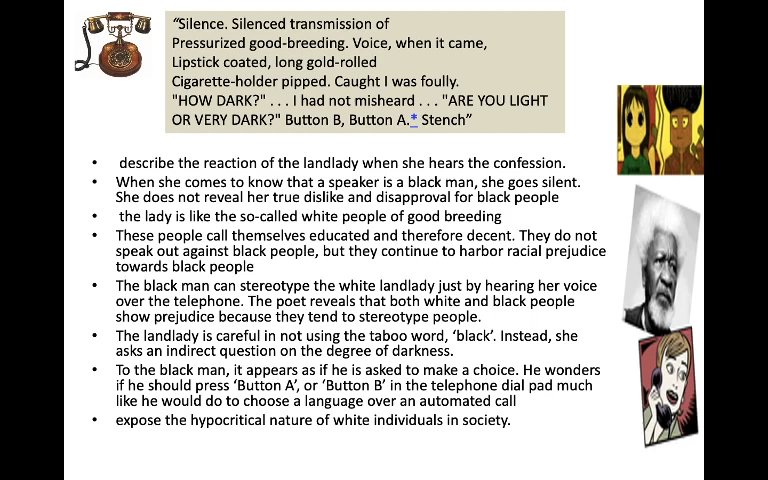 “Silence. Silenced transmission of
Pressurized good-breeding. Voice, when it came,
Lipstick coated, long gold-rolled
Cigarette-holder pipped. Caught I was foully.
"HOW DARK?" . . . I had not misheard . . . "ARE YOU LIGHT
OR VERY DARK?" Button B, Button A.* Stench”
• describe the reaction of the landlady when she hears the confession.
• When she comes to know that a speaker is a black man, she goes silent.
She does not reveal her true dislike and disapproval for black people
• the lady is like the so-called white people of good breeding
• These people call themselves educated and therefore decent. They do not
speak out against black people, but they continue to harbor racial prejudice
towards black people
• The black man can stereotype the white landlady just by hearing her voice
over the telephone. The poet reveals that both white and black people
show prejudice because they tend to stereotype people.
• The landlady is careful in not using the taboo word, ‘black’. Instead, she
asks an indirect question on the degree of darkness.
• To the black man, it appears as if he is asked to make a choice. He wonders
if he should press ‘Button A’, or ‘Button B’ in the telephone dial pad much
like he would do to choose a language over an automated call
• expose the hypocritical nature of white individuals in society.